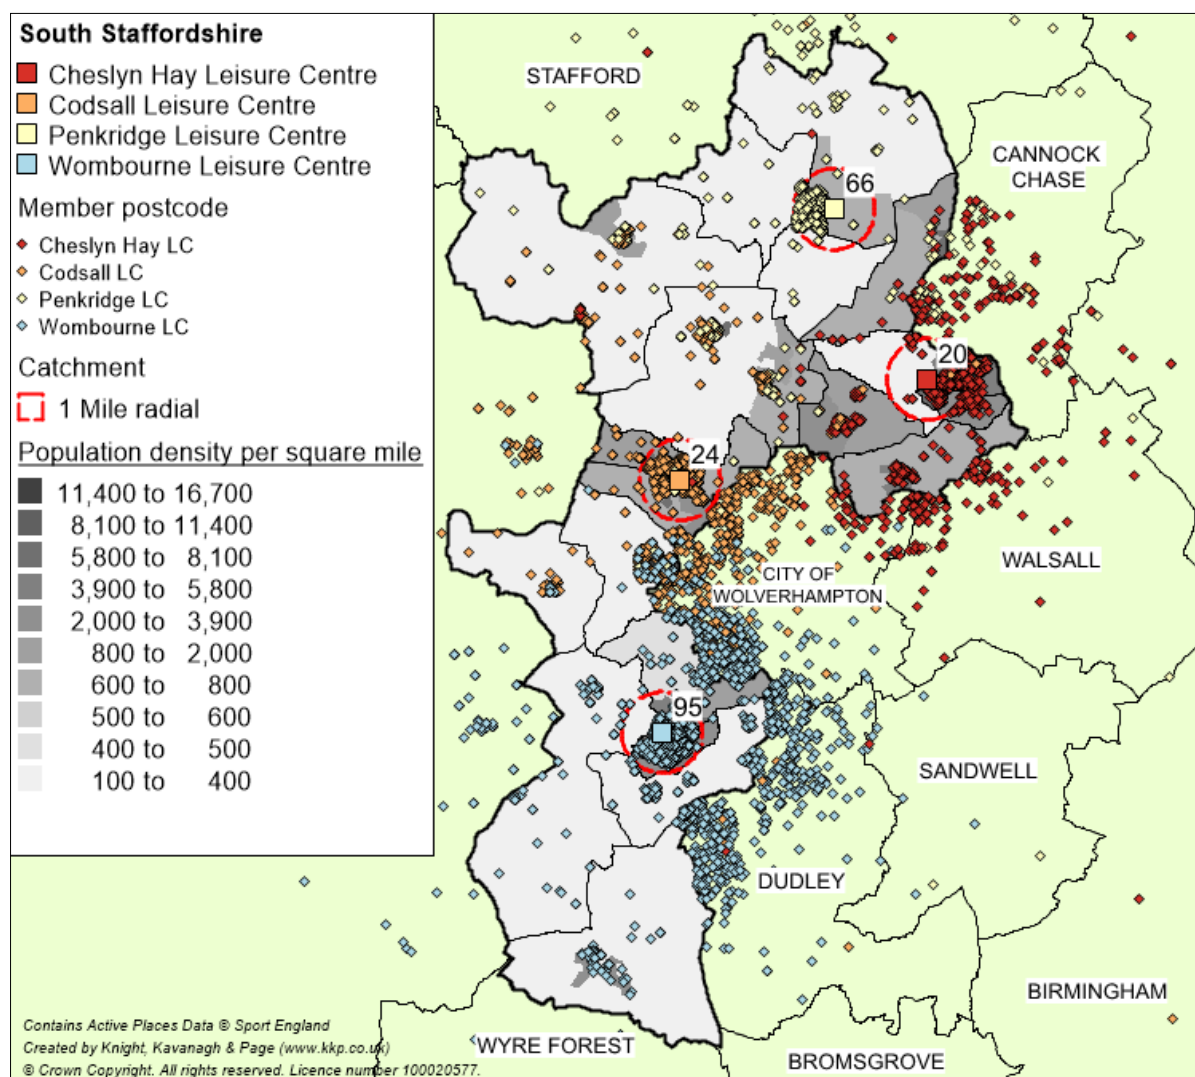 South Staffordshire
Cheslyn Hay Leisure Centre
Codsall Leisure Centre
Penkridge Leisure Centre
Wombourne Leisure Centre
Member postcode
Cheslyn Hay LC
Codsall LC
Penkridge LC
Wombourne LC
Catchment
1 Mile radial
Population density per square mile
11,400 to 16,700
8,100 to 11,400
5,800 to 8,100
3,900 to 5,800
2,000 to 3,900
800 to 2,000
600 to 800
500 to 600
400 to 500
100 to 400
Contains Active Places Data ® Sport England
Created by Knight, Kavanagh & Page (www.kkp.co.uk)
® Crown Copyright. All rights reserved. Licence number 100020577.
STAFFORD
CANNOCK
CHASE
66
20
24
WALSALL
CITY OF
WOLVERHAMPTON
95
SANDWELL
DUDLEY
BIRMINGHAM
WYRE FOREST
BROMSGROVE